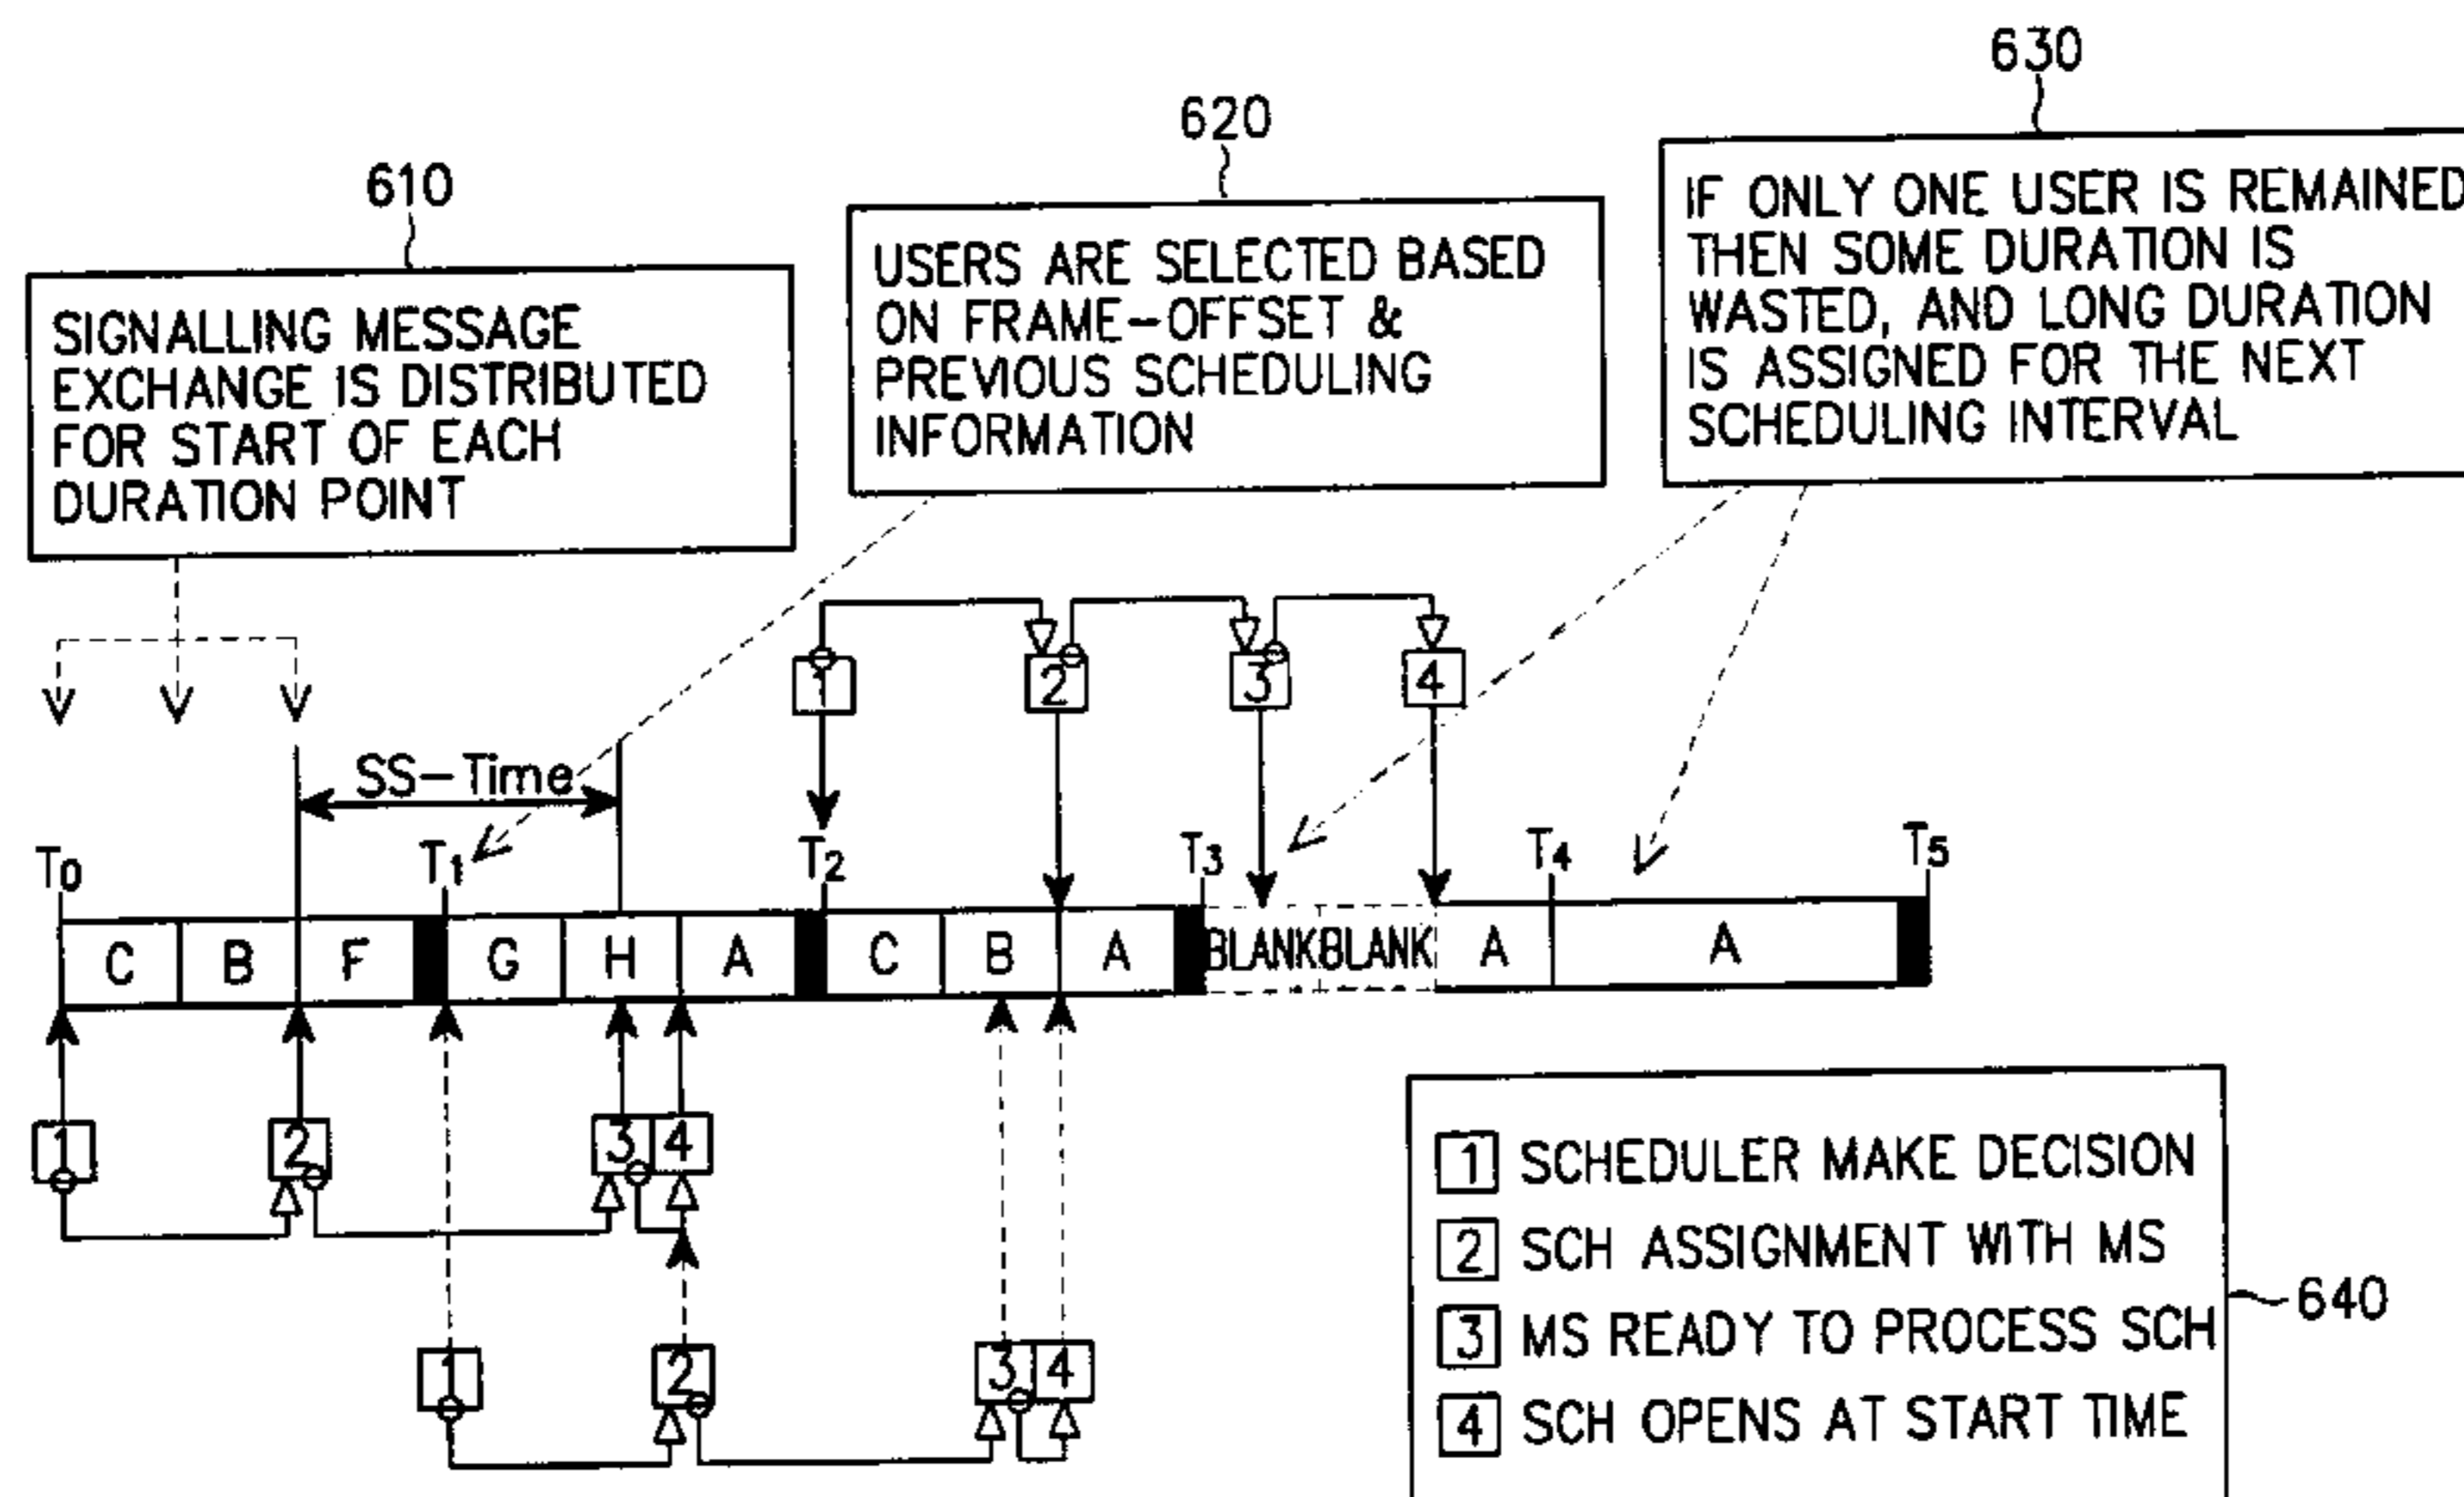 630
620
610
IF ONLY ONE USER IS REMAINED
THEN SOME DURATION IS
WASTED, AND LONG DURATION
IS ASSIGNED FOR THE NEXT
SCHEDULING INTERVAL
USERS ARE SELECTED BASED
ON FRAME-OFFSET &
PREVIOUS SCHEDULING
INFORMATION
SIGNALLING MESSAGE
EXCHANGE IS DISTRIBUTED
FOR START OF EACH
DURATION POINT
1 2 3 4
SS-Time
T0 T1 T2 T3 T4 T5
C B F G H A C B A BLANK BLANK A A
1 2 3 4
1 2 3 4
1 SCHEDULER MAKE DECISION
2 SCH ASSIGNMENT WITH MS
3 MS READY TO PROCESS SCH
4 SCH OPENS AT START TIME
640